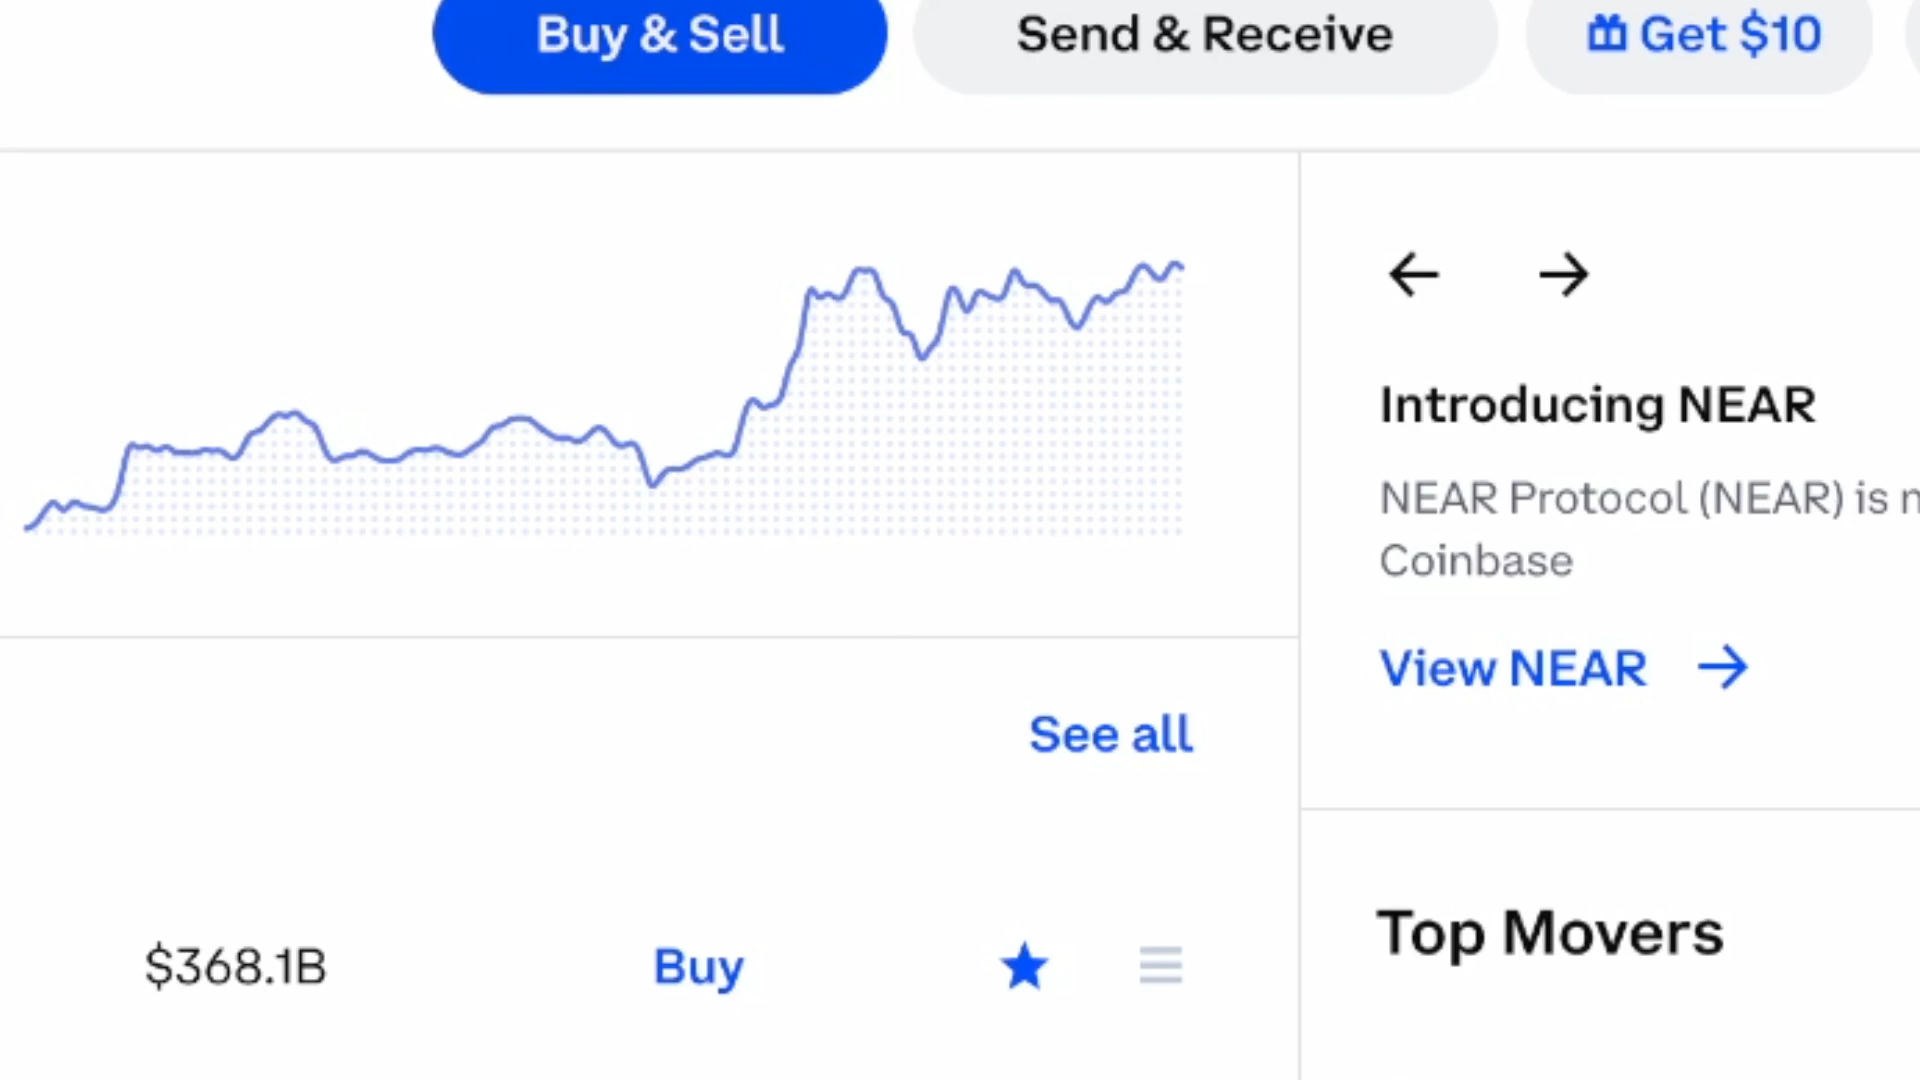 Buy & Sell
Send & Receive
Get $10
Introducing NEAR
NEAR Protocol (NEAR) is
Coinbase
View NEAR
See all
Top Movers
$368.1B
Buy